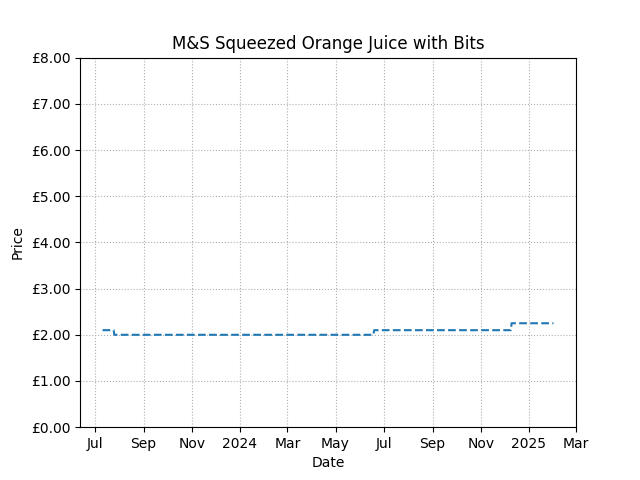 M&S Squeezed Orange Juice with Bits
£8.00
£7.00
£6.00
£5.00
£4.00
£3.00
£2.00
£1.00
£0.00
Price
Jul Sep Nov 2024 Mar May Jul Sep Nov 2025 Mar
Date